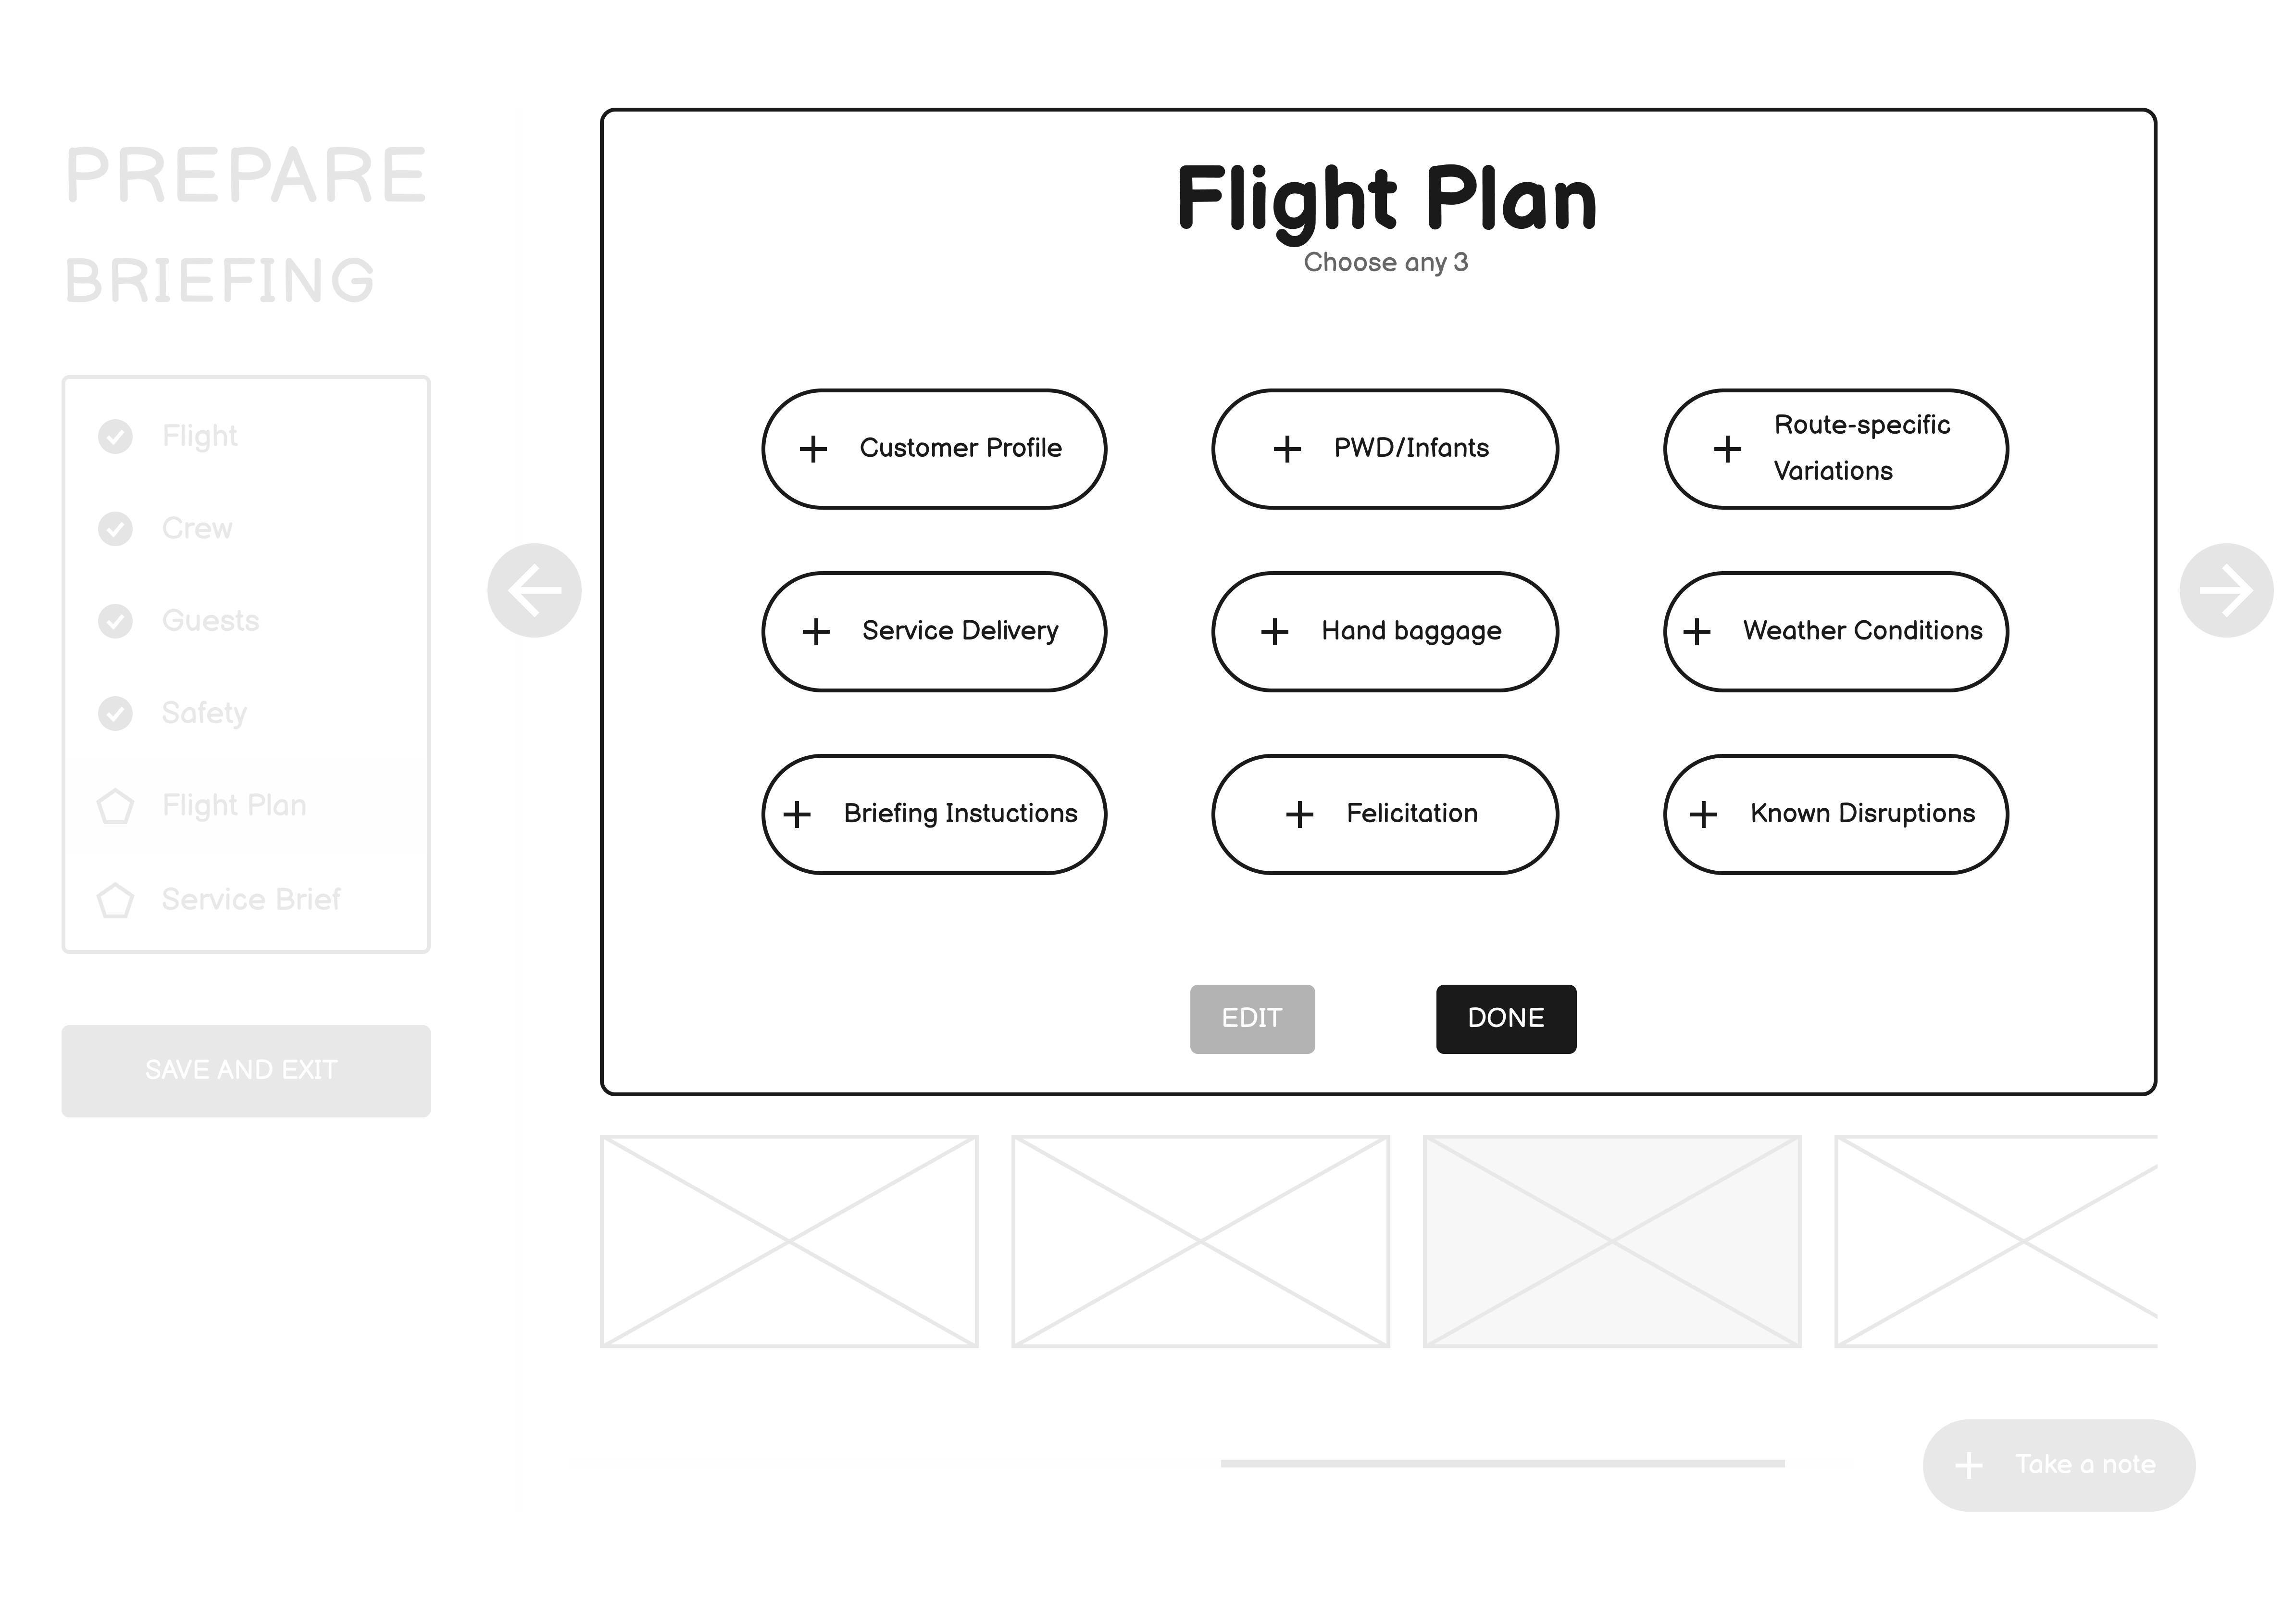 PREPARE
BRIEFING
Flight
Crew
Guests
Safety
Flight Plan
Service Brief
SAVE AND EXIT
Flight Plan
Choose any 3
Customer Profile
PWD/Infants
Route-specific
Variations
Service Delivery
Hand baggage
Weather Conditions
Briefing Instuctions
Felicitation
Known Disruptions
EDIT
DONE
Take a note